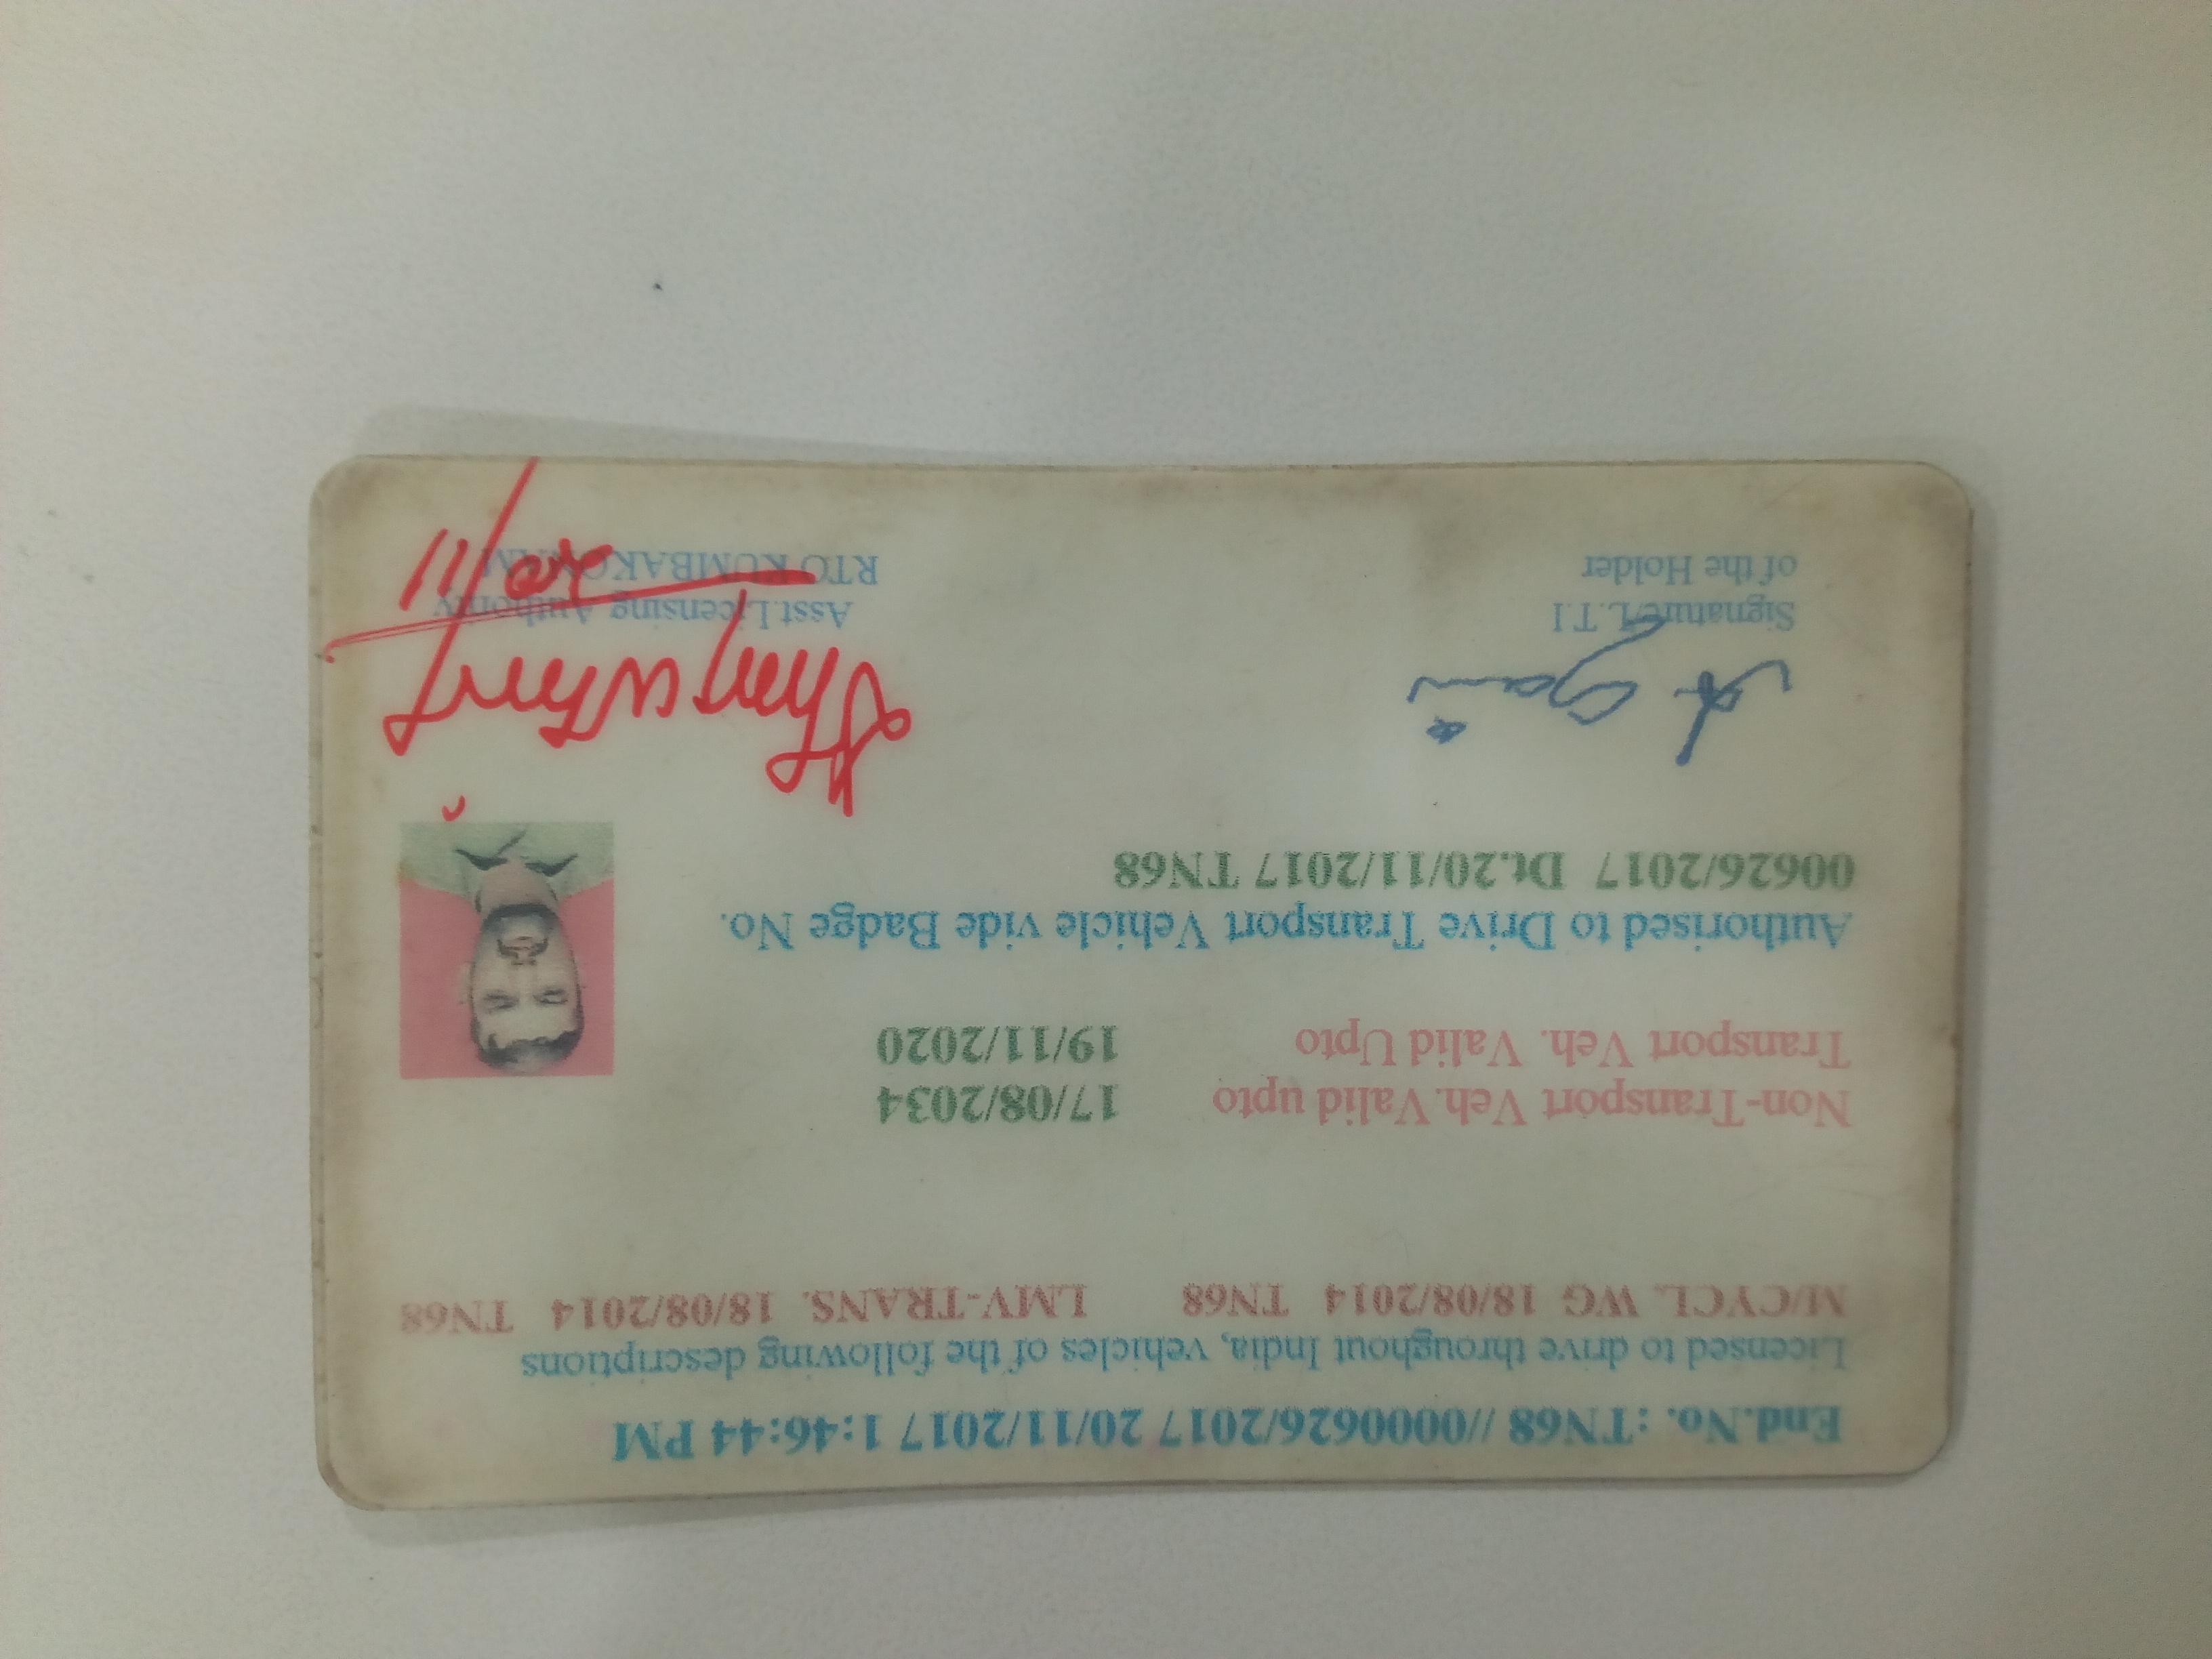 End.No. :TN68 //0000626/2017 20/11/2017 1:46:44 PM
Licensed to drive throughout India, vehicles of the following descriptions
M/CYCL. WG 18/08/2014 TN68 LMV-TRANS. 18/08/2014 TN68
Non-Transport Veh.Valid upto 17/08/2034
Transport Veh. Valid Upto 19/11/2020
Authorised to Drive Transport Vehicle vide Badge No.
00626/2017 Dt.20/11/2017 TN68
Signature/L.T.I
of the Holder
Asst.Licensing Authority
RTO KUMBAKONAM